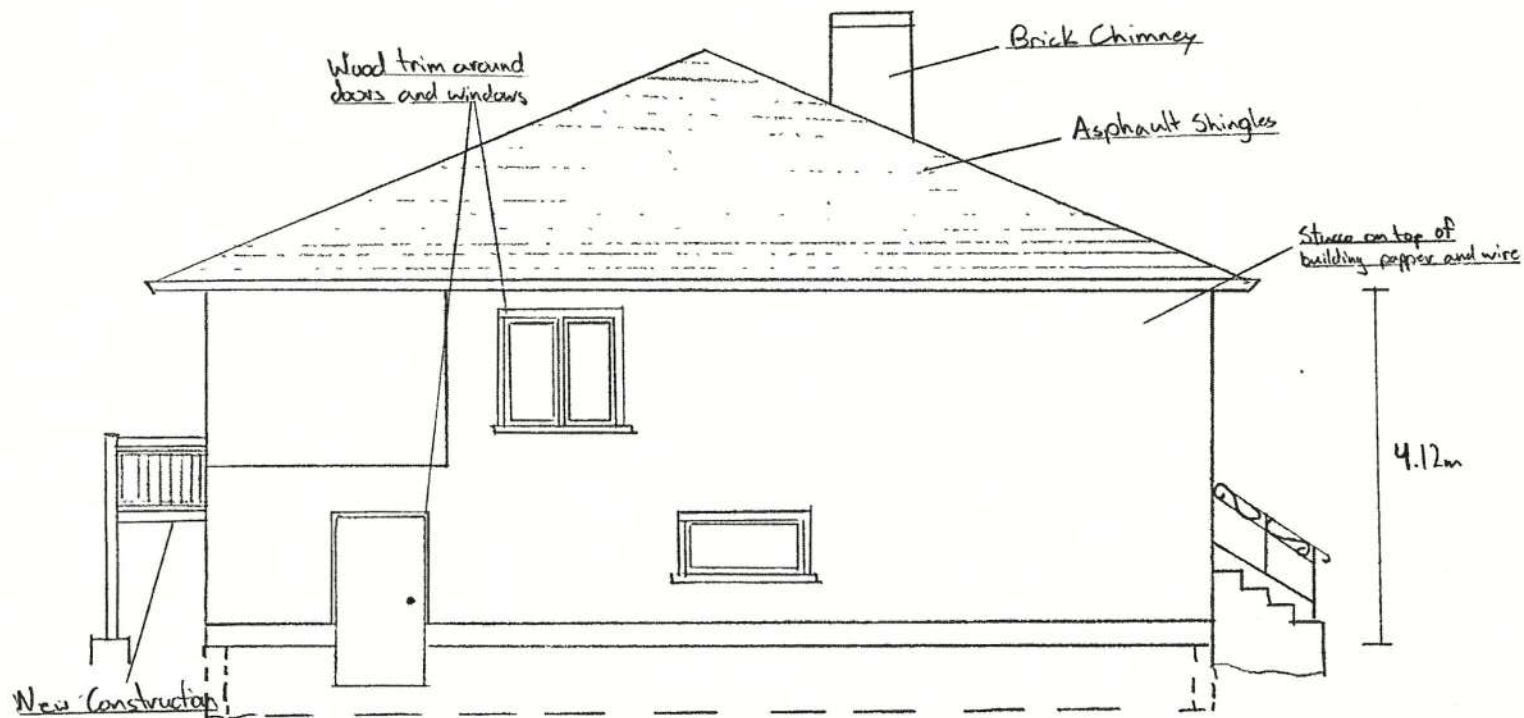 Brick Chimney
Wood trim around
doors and windows
Asphault Shingles
Stucco on top of
building papper and wire
4.12m
New Construction